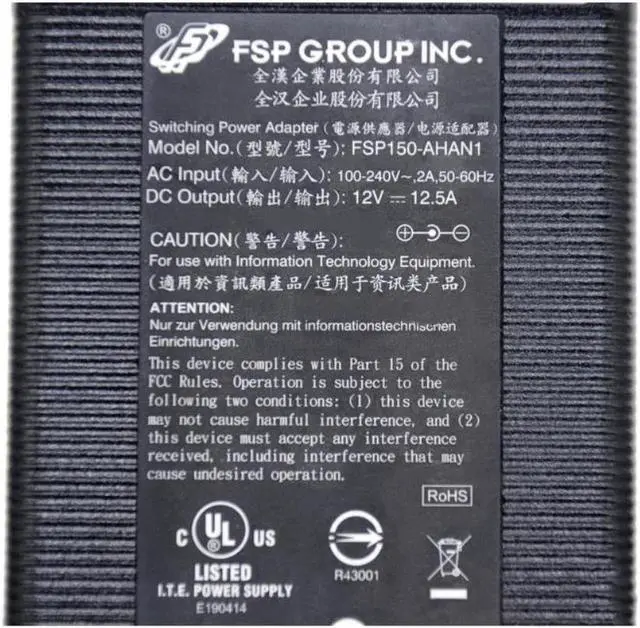 ® FSP GROUP INC.
全漢企業股份有限公司
全汉企业股份有限公司
Switching Power Adapter (電源供應器/电源适配器)
Model No.(型號/型号): FSP150-AHAN1
AC Input(輸入/输入): 100-240V~,2A,50-60Hz
DC Output(輸出/输出): 12V ⎓ 12.5A
CAUTION(警告/警告):
For use with Information Technology Equipment.
(適用於資訊類產品/适用于资讯类产品)
ATTENTION:
Nur zur Verwendung mit informationstechnischen
Einrichtungen.
This device complies with Part 15 of the
FCC Rules. Operation is subject to the
following two conditions: (1) this device
may not cause harmful interference, and (2)
this device must accept any interference
received, including interference that may
cause undesired operation.
RoHS
C UL US
LISTED
I.T.E. POWER SUPPLY
E190414
R43001